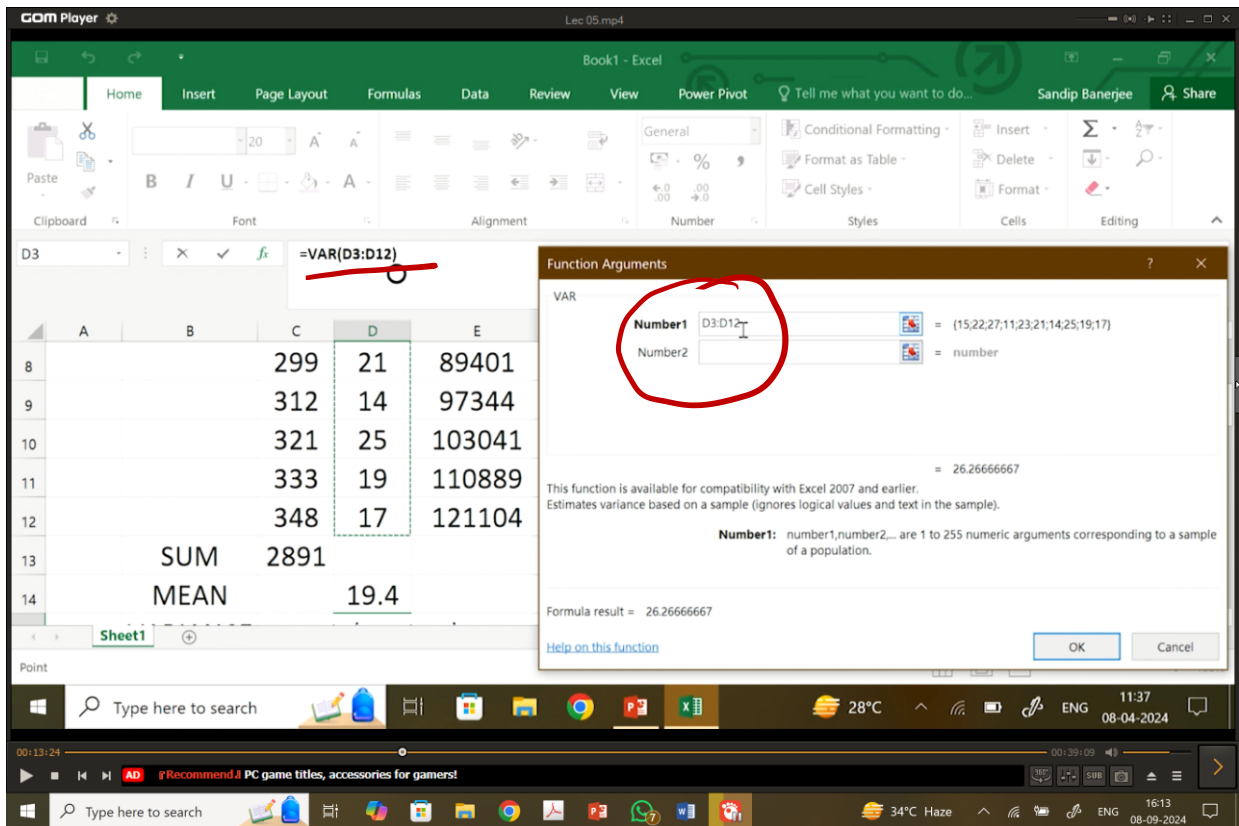 GOM Player
Lec 05.mp4
Book1 - Excel
Home Insert Page Layout Formulas Data Review View Power Pivot Tell me what you want to do... Sandip Banerjee Share
20 A A General Conditional Formatting Insert Σ
Paste B I U A % Format as Table Delete
Cell Styles Format
Clipboard Font Alignment Number Styles Cells Editing
D3 fx =VAR(D3:D12)
A B C D E
8 299 21 89401
9 312 14 97344
10 321 25 103041
11 333 19 110889
12 348 17 121104
13 SUM 2891
14 MEAN 19.4
Sheet1
Point
Function Arguments ? ×
VAR
Number1 D3:D12 = {15;22;27;11;23;21;14;25;19;17}
Number2 = number
= 26.26666667
This function is available for compatibility with Excel 2007 and earlier.
Estimates variance based on a sample (ignores logical values and text in the sample).
Number1: number1,number2,... are 1 to 255 numeric arguments corresponding to a sample
of a population.
Formula result = 26.26666667
Help on this function OK Cancel
Type here to search 28°C ENG 11:37
08-04-2024
00:13:24 00:39:09
AD Recommend PC game titles, accessories for gamers! 360° SUB
Type here to search 7 34°C Haze ENG 16:13
08-09-2024